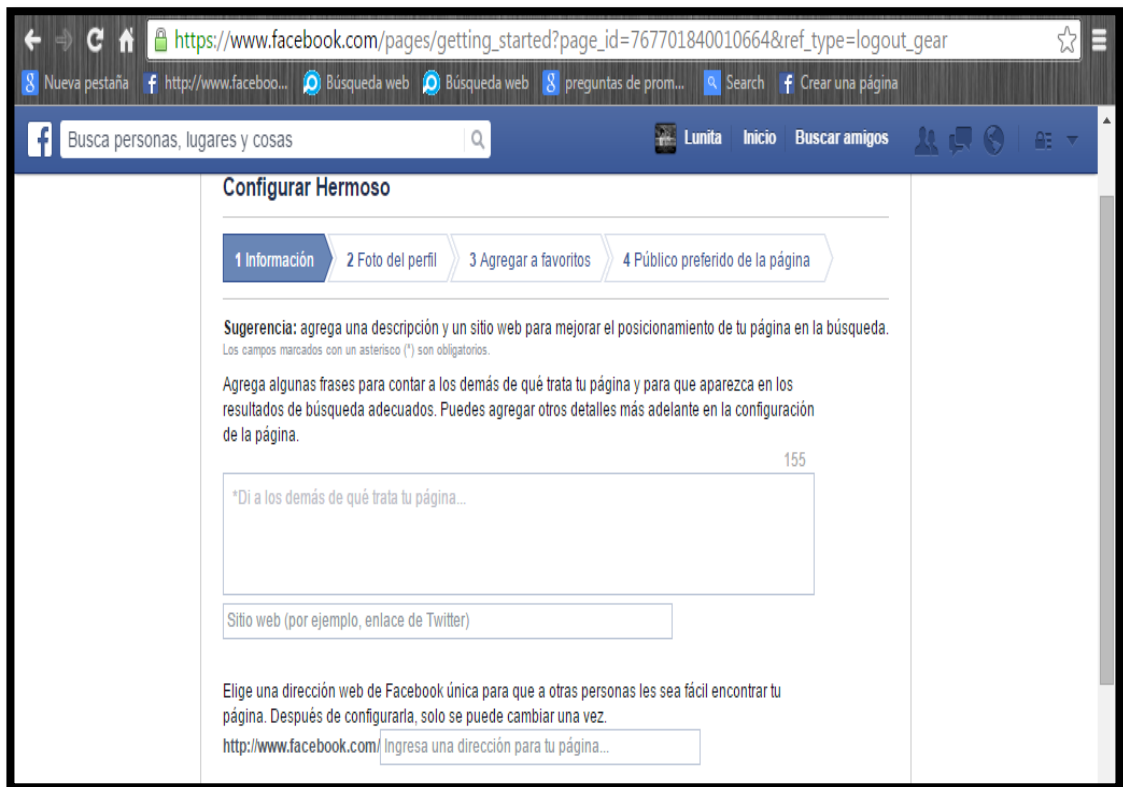 https://www.facebook.com/pages/getting_started?page_id=767701840010664&ref_type=logout_gear
Nueva pestaña http://www.faceboo... Búsqueda web Búsqueda web preguntas de prom... Search Crear una página
Busca personas, lugares y cosas Lunita Inicio Buscar amigos
Configurar Hermoso
1 Información 2 Foto del perfil 3 Agregar a favoritos 4 Público preferido de la página
Sugerencia: agrega una descripción y un sitio web para mejorar el posicionamiento de tu página en la búsqueda.
Los campos marcados con un asterisco (*) son obligatorios.
Agrega algunas frases para contar a los demás de qué trata tu página y para que aparezca en los
resultados de búsqueda adecuados. Puedes agregar otros detalles más adelante en la configuración
de la página.
155
*Di a los demás de qué trata tu página...
Sitio web (por ejemplo, enlace de Twitter)
Elige una dirección web de Facebook única para que a otras personas les sea fácil encontrar tu
página. Después de configurarla, solo se puede cambiar una vez.
http://www.facebook.com/ Ingresa una dirección para tu página...